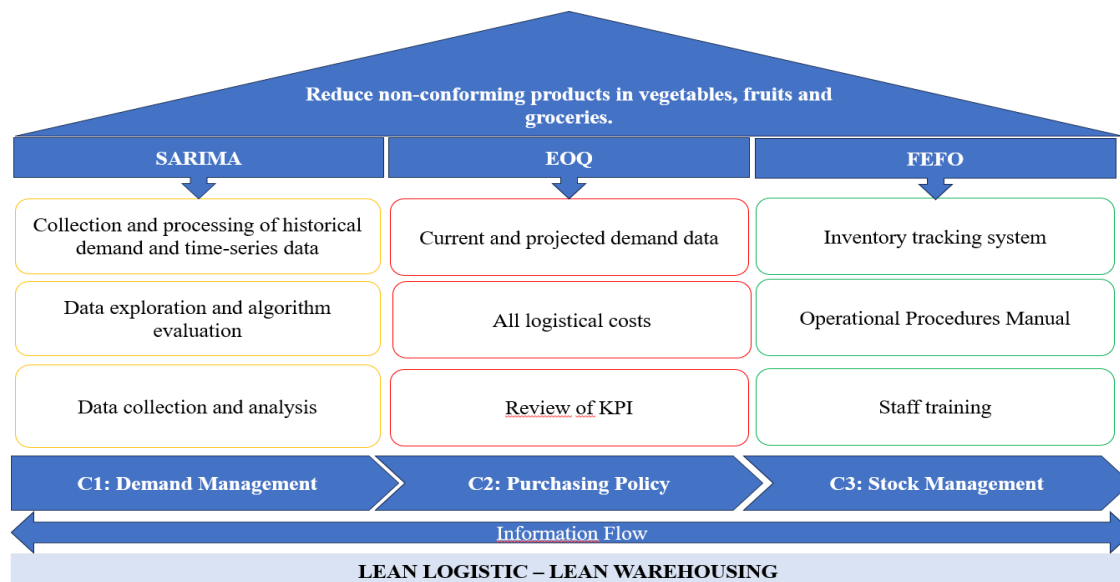 Reduce non-conforming products in vegetables, fruits and
groceries.
SARIMA
EOQ
FEFO
Collection and processing of historical
demand and time-series data
Current and projected demand data
Inventory tracking system
Data exploration and algorithm
evaluation
All logistical costs
Operational Procedures Manual
Data collection and analysis
Review of KPI
Staff training
C1: Demand Management
C2: Purchasing Policy
C3: Stock Management
Information Flow
LEAN LOGISTIC – LEAN WAREHOUSING